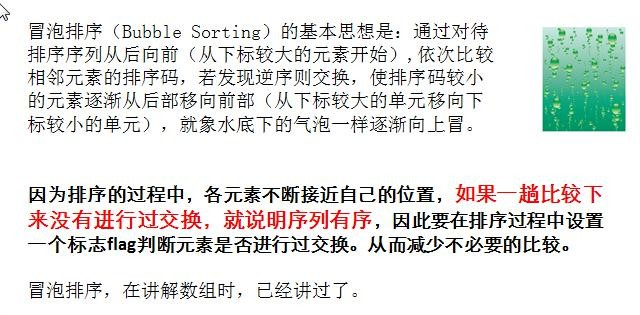 冒泡排序（Bubble Sorting）的基本思想是：通过对待
排序序列从后向前（从下标较大的元素开始）,依次比较
相邻元素的排序码，若发现逆序则交换，使排序码较小
的元素逐渐从后部移向前部（从下标较大的单元移向下
标较小的单元），就象水底下的气泡一样逐渐向上冒。
因为排序的过程中，各元素不断接近自己的位置，如果一趟比较下
来没有进行过交换，就说明序列有序，因此要在排序过程中设置
一个标志flag判断元素是否进行过交换。从而减少不必要的比较。
冒泡排序，在讲解数组时，已经讲过了。